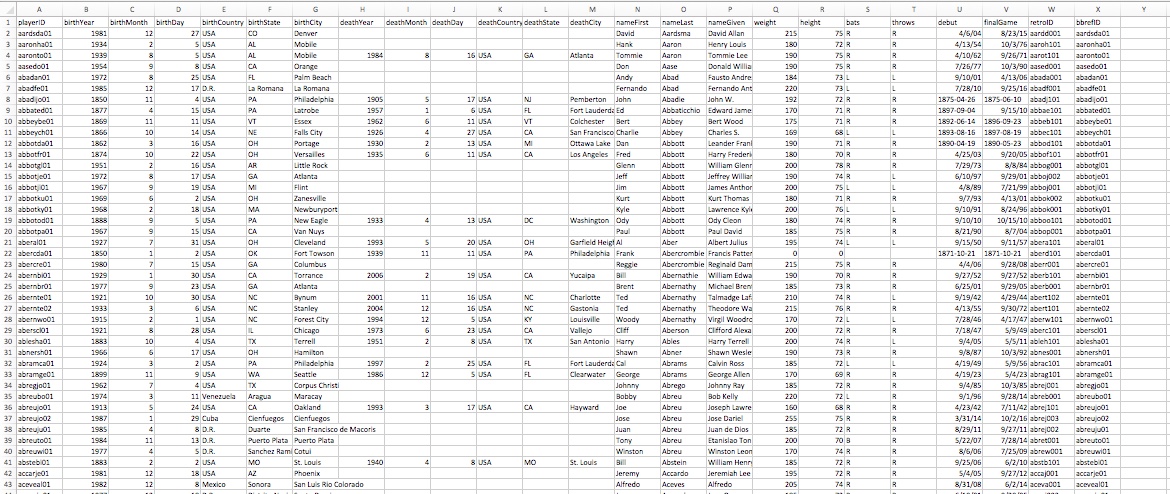 A B C D E F G H I J K L M N O P Q R S T U V W X Y
1 playerID birthYear birthMonth birthDay birthCountry birthState birthCity deathYear deathMonth deathDay deathCountry deathState deathCity nameFirst nameLast nameGiven weight height bats throws debut finalGame retroID bbrefID
2 aardsda01 1981 12 27 USA CO Denver David Aardsma David Allan 215 75 R R 4/6/04 8/23/15 aardd001 aardsda01
3 aaronha01 1934 2 5 USA AL Mobile Hank Aaron Henry Louis 180 72 R R 4/13/54 10/3/76 aaroh101 aaronha01
4 aaronto01 1939 8 5 USA AL Mobile 1984 8 16 USA GA Atlanta Tommie Aaron Tommie Lee 190 75 R R 4/10/62 9/26/71 aarot101 aaronto01
5 aasedo01 1954 9 8 USA CA Orange Don Aase Donald Willia 190 75 R R 7/26/77 10/3/90 aased001 aasedo01
6 abadan01 1972 8 25 USA FL Palm Beach Andy Abad Fausto Andre 184 73 L L 9/10/01 4/13/06 abada001 abadan01
7 abadfe01 1985 12 17 D.R. La Romana La Romana Fernando Abad Fernando Ant 220 73 L L 7/28/10 9/25/16 abadf001 abadfe01
8 abadijo01 1850 11 4 USA PA Philadelphia 1905 5 17 USA NJ Pemberton John Abadie John W. 192 72 R R 1875-04-26 1875-06-10 abadj101 abadijo01
9 abbated01 1877 4 15 USA PA Latrobe 1957 1 6 USA FL Fort Lauderda Ed Abbaticchio Edward James 170 71 R R 1897-09-04 9/15/10 abbae101 abbated01
10 abbeybe01 1869 11 11 USA VT Essex 1962 6 11 USA VT Colchester Bert Abbey Bert Wood 175 71 R R 1892-06-14 1896-09-23 abbeb101 abbeybe01
11 abbeych01 1866 10 14 USA NE Falls City 1926 4 27 USA CA San Francisco Charlie Abbey Charles S. 169 68 L L 1893-08-16 1897-08-19 abbec101 abbeych01
12 abbotda01 1862 3 16 USA OH Portage 1930 2 13 USA MI Ottawa Lake Dan Abbott Leander Fran 190 71 R R 1890-04-19 1890-05-23 abbod101 abbotda01
13 abbotfr01 1874 10 22 USA OH Versailles 1935 6 11 USA CA Los Angeles Fred Abbott Harry Frederi 180 70 R R 4/25/03 9/20/05 abbof101 abbotfr01
14 abbotgl01 1951 2 16 USA AR Little Rock Glenn Abbott William Glenn 200 78 R R 7/29/73 8/8/84 abbog001 abbotgl01
15 abbotje01 1972 8 17 USA GA Atlanta Jeff Abbott Jeffrey Willia 190 74 R L 6/10/97 9/29/01 abboj002 abbotje01
16 abbotji01 1967 9 19 USA MI Flint Jim Abbott James Anthor 200 75 L L 4/8/89 7/21/99 abboj001 abbotji01
17 abbotku01 1969 6 2 USA OH Zanesville Kurt Abbott Kurt Thomas 180 71 R R 9/7/93 4/13/01 abbok002 abbotku01
18 abbotky01 1968 2 18 USA MA Newburyport Kyle Abbott Lawrence Kyl 200 76 L L 9/10/91 8/24/96 abbok001 abbotky01
19 abbotod01 1888 9 5 USA PA New Eagle 1933 4 13 USA DC Washington Ody Abbott Ody Cleon 180 74 R R 9/10/10 10/15/10 abboo101 abbotod01
20 abbotpa01 1967 9 15 USA CA Van Nuys Paul Abbott Paul David 185 75 R R 8/21/90 8/7/04 abbop001 abbotpa01
21 aberal01 1927 7 31 USA OH Cleveland 1993 5 20 USA OH Garfield Heigh Al Aber Albert Julius 195 74 L L 9/15/50 9/11/57 abera101 aberal01
22 abercda01 1850 1 2 USA OK Fort Towson 1939 11 11 USA PA Philadelphia Frank Abercrombie Francis Patter 0 0 1871-10-21 1871-10-21 aberd101 abercda01
23 abercre01 1980 7 15 USA GA Columbus Reggie Abercrombie Reginald Dam 215 75 R R 4/4/06 9/28/08 aberr001 abercre01
24 abernbi01 1929 1 30 USA CA Torrance 2006 2 19 USA CA Yucaipa Bill Abernathie William Edwa 190 70 R R 9/27/52 9/27/52 aberb101 abernbi01
25 abernbr01 1977 9 23 USA GA Atlanta Brent Abernathy Michael Bren 185 73 R R 6/25/01 9/29/05 aberb001 abernbr01
26 abernte01 1921 10 30 USA NC Bynum 2001 11 16 USA NC Charlotte Ted Abernathy Talmadge Laf 210 74 R L 9/19/42 4/29/44 abert102 abernte01
27 abernte02 1933 3 6 USA NC Stanley 2004 12 16 USA NC Gastonia Ted Abernathy Theodore Wa 215 76 R R 4/13/55 9/30/72 abert101 abernte02
28 abernwo01 1915 2 1 USA NC Forest City 1994 12 5 USA KY Louisville Woody Abernathy Virgil Woodro 170 72 L L 7/28/46 4/17/47 aberw101 abernwo01
29 aberscl01 1921 8 28 USA IL Chicago 1973 6 23 USA CA Vallejo Cliff Aberson Clifford Alexa 200 72 R R 7/18/47 5/9/49 aberc101 aberscl01
30 ablesha01 1883 10 4 USA TX Terrell 1951 2 8 USA TX San Antonio Harry Ables Harry Terrell 200 74 R L 9/4/05 5/5/11 ableh101 ablesha01
31 abnersh01 1966 6 17 USA OH Hamilton Shawn Abner Shawn Wesle 190 73 R R 9/8/87 10/3/92 abnes001 abnersh01
32 abramca01 1924 3 2 USA PA Philadelphia 1997 2 25 USA FL Fort Lauderda Cal Abrams Calvin Ross 185 72 L L 4/19/49 5/9/56 abrac101 abramca01
33 abramge01 1899 11 9 USA WA Seattle 1986 12 5 USA FL Clearwater George Abrams George Allen 170 69 R R 4/19/23 5/4/23 abrag101 abramge01
34 abregjo01 1962 7 4 USA TX Corpus Christi Johnny Abrego Johnny Ray 185 72 R R 9/4/85 10/3/85 abrej001 abregjo01
35 abreubo01 1974 3 11 Venezuela Aragua Maracay Bobby Abreu Bob Kelly 220 72 L R 9/1/96 9/28/14 abreb001 abreubo01
36 abreujo01 1913 5 24 USA CA Oakland 1993 3 17 USA CA Hayward Joe Abreu Joseph Lawre 160 68 R R 4/23/42 7/11/42 abrej101 abreujo01
37 abreujo02 1987 1 29 Cuba Cienfuegos Cienfuegos Jose Abreu Jose Dariel 255 75 R R 3/31/14 10/2/16 abrej003 abreujo02
38 abreuju01 1985 4 8 D.R. Duarte San Francisco de Macoris Juan Abreu Juan de Dios 185 72 R R 8/29/11 9/27/11 abrej002 abreuju01
39 abreuto01 1984 11 13 D.R. Puerto Plata Puerto Plata Tony Abreu Etanislao Ton 200 70 B R 5/22/07 7/28/14 abret001 abreuto01
40 abreuwi01 1977 4 5 D.R. Sanchez Rami Cotui Winston Abreu Winston Leon 170 74 R R 8/6/06 7/25/09 abrew001 abreuwi01
41 abstebi01 1883 2 2 USA MO St. Louis 1940 4 8 USA MO St. Louis Bill Abstein William Henr 185 72 R R 9/25/06 6/2/10 abstb101 abstebi01
42 accarje01 1981 12 18 USA AZ Phoenix Jeremy Accardo Jeremiah Lee 195 72 R R 5/4/05 9/27/12 accaj001 accarje01
43 aceveal01 1982 12 8 Mexico Sonora San Luis Rio Colorado Alfredo Aceves Alfredo 205 74 R R 8/31/08 6/2/14 aceva001 aceveal01